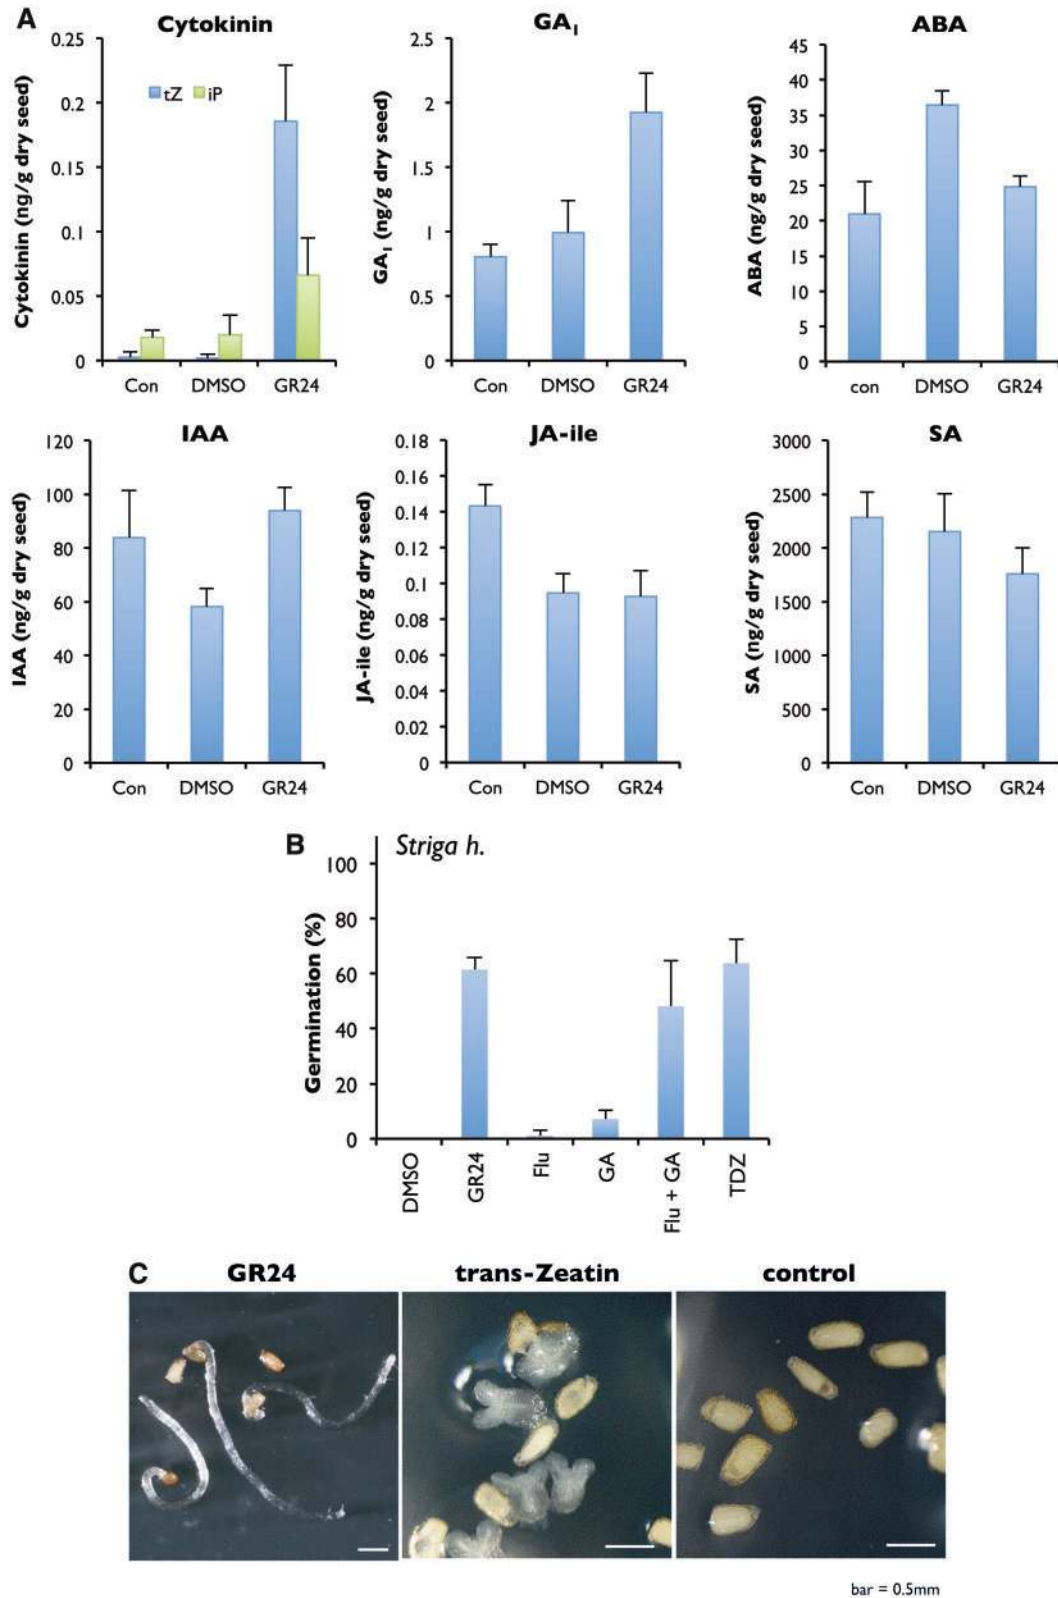 A
Cytokinin
Cytokinin (ng/g dry seed)
0.25
0.2
0.15
0.1
0.05
0
tZ iP
Con DMSO GR24
GA1
GA1 (ng/g dry seed)
2.5
2
1.5
1
0.5
0
Con DMSO GR24
ABA
ABA (ng/g dry seed)
45
40
35
30
25
20
15
10
5
0
con DMSO GR24
IAA
IAA (ng/g dry seed)
120
100
80
60
40
20
0
Con DMSO GR24
JA-ile
JA-ile (ng/g dry seed)
0.18
0.16
0.14
0.12
0.1
0.08
0.06
0.04
0.02
0
Con DMSO GR24
SA
SA (ng/g dry seed)
3000
2500
2000
1500
1000
500
0
Con DMSO GR24
B
Striga h.
Germination (%)
100
80
60
40
20
0
DMSO
GR24
Flu
GA
Flu + GA
TDZ
C
GR24
trans-Zeatin
control
bar = 0.5mm